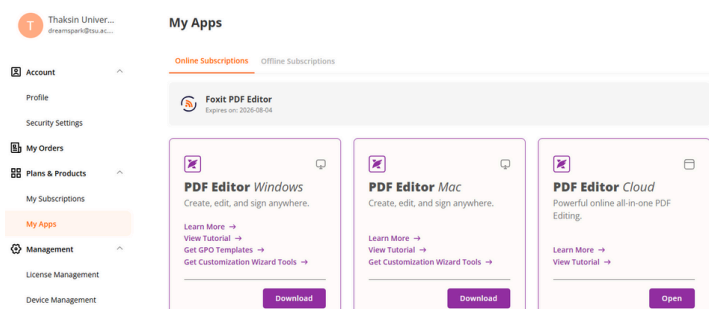 T
Thaksin Univer...
dreamspark@tsu.ac....
Account
Profile
Security Settings
My Orders
Plans & Products
My Subscriptions
My Apps
Management
License Management
Device Management
My Apps
Online Subscriptions Offline Subscriptions
Foxit PDF Editor
Expires on: 2026-08-04
PDF Editor Windows
Create, edit, and sign anywhere.
Learn More →
View Tutorial →
Get GPO Templates →
Get Customization Wizard Tools →
Download
PDF Editor Mac
Create, edit, and sign anywhere.
Learn More →
View Tutorial →
Get Customization Wizard Tools →
Download
PDF Editor Cloud
Powerful online all-in-one PDF
Editing.
Learn More →
View Tutorial →
Open